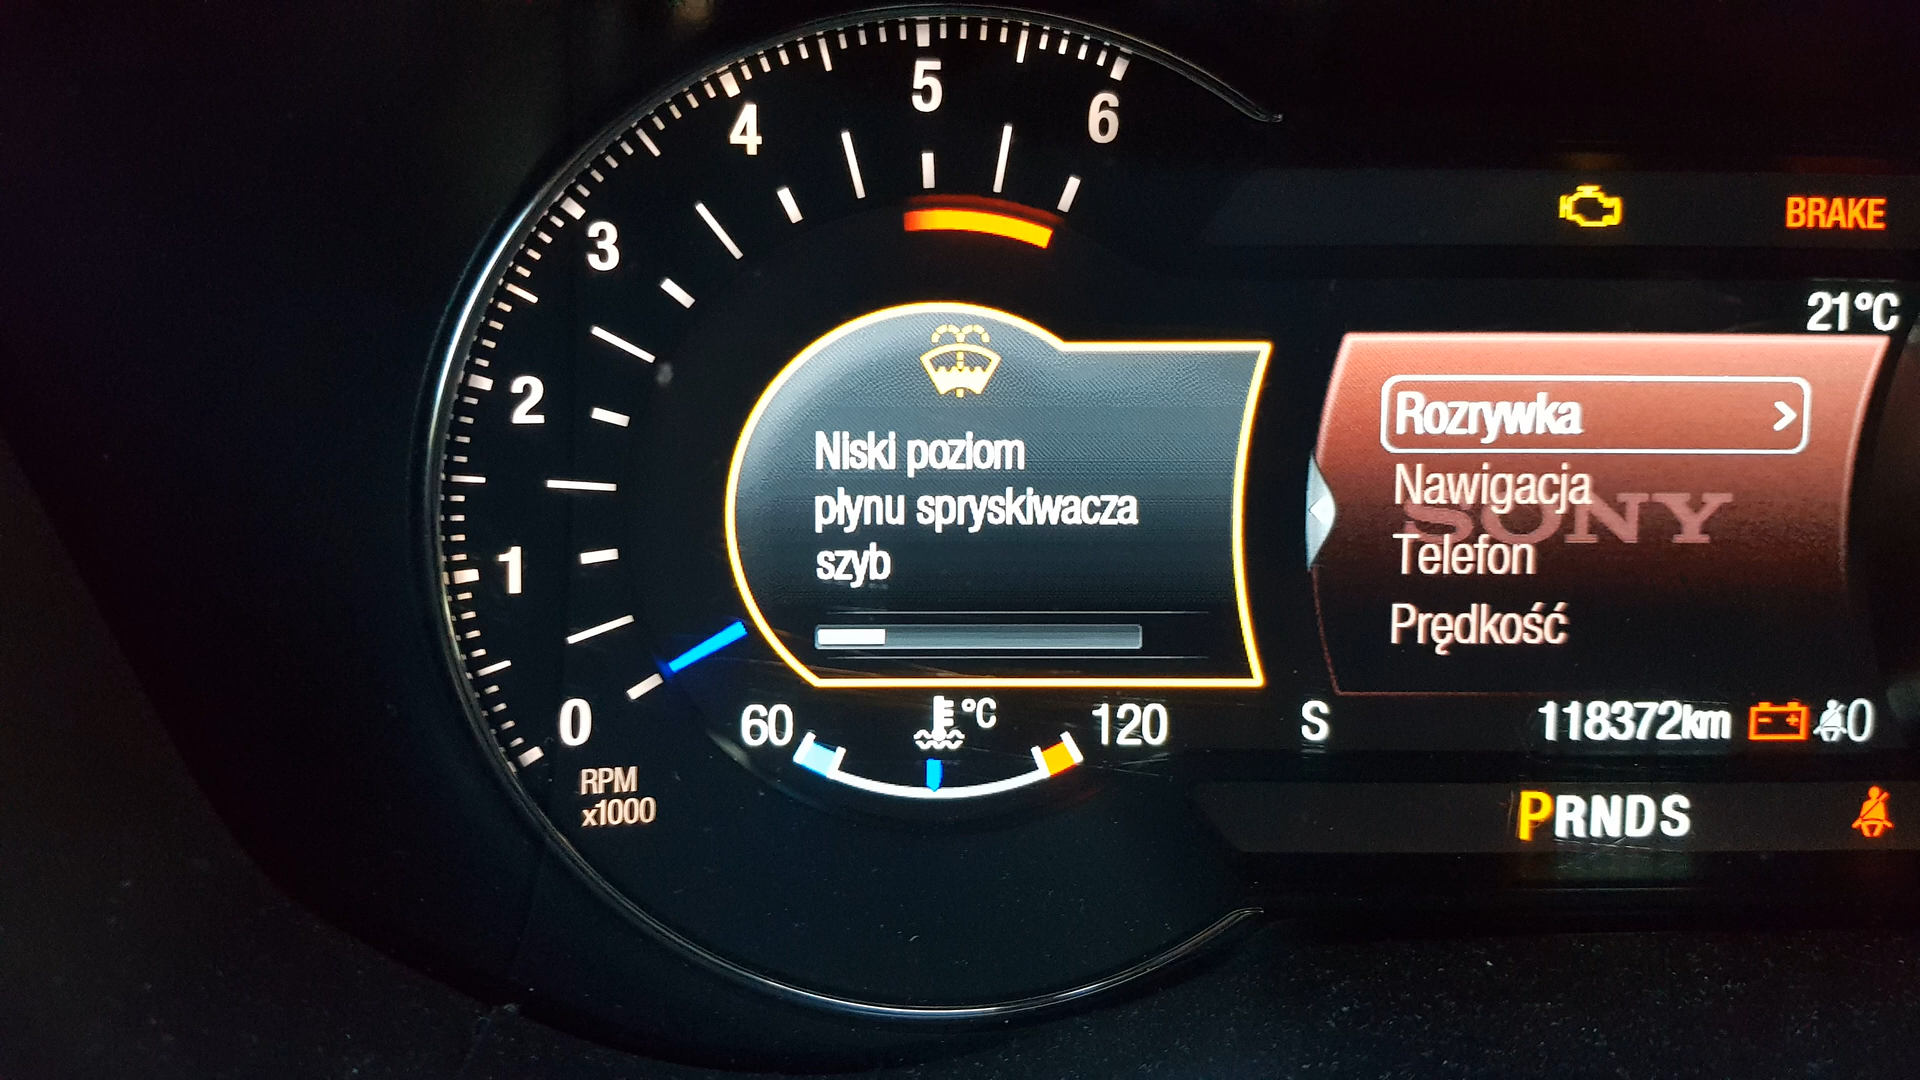 5
4
6
3
2
1
0
RPM
x1000
Niski poziom
płynu spryskiwacza
szyb
60
°C
120
BRAKE
21°C
Rozrywka >
Nawigacja
SONY
Telefon
Prędkość
S
118372km
0
PRNDS